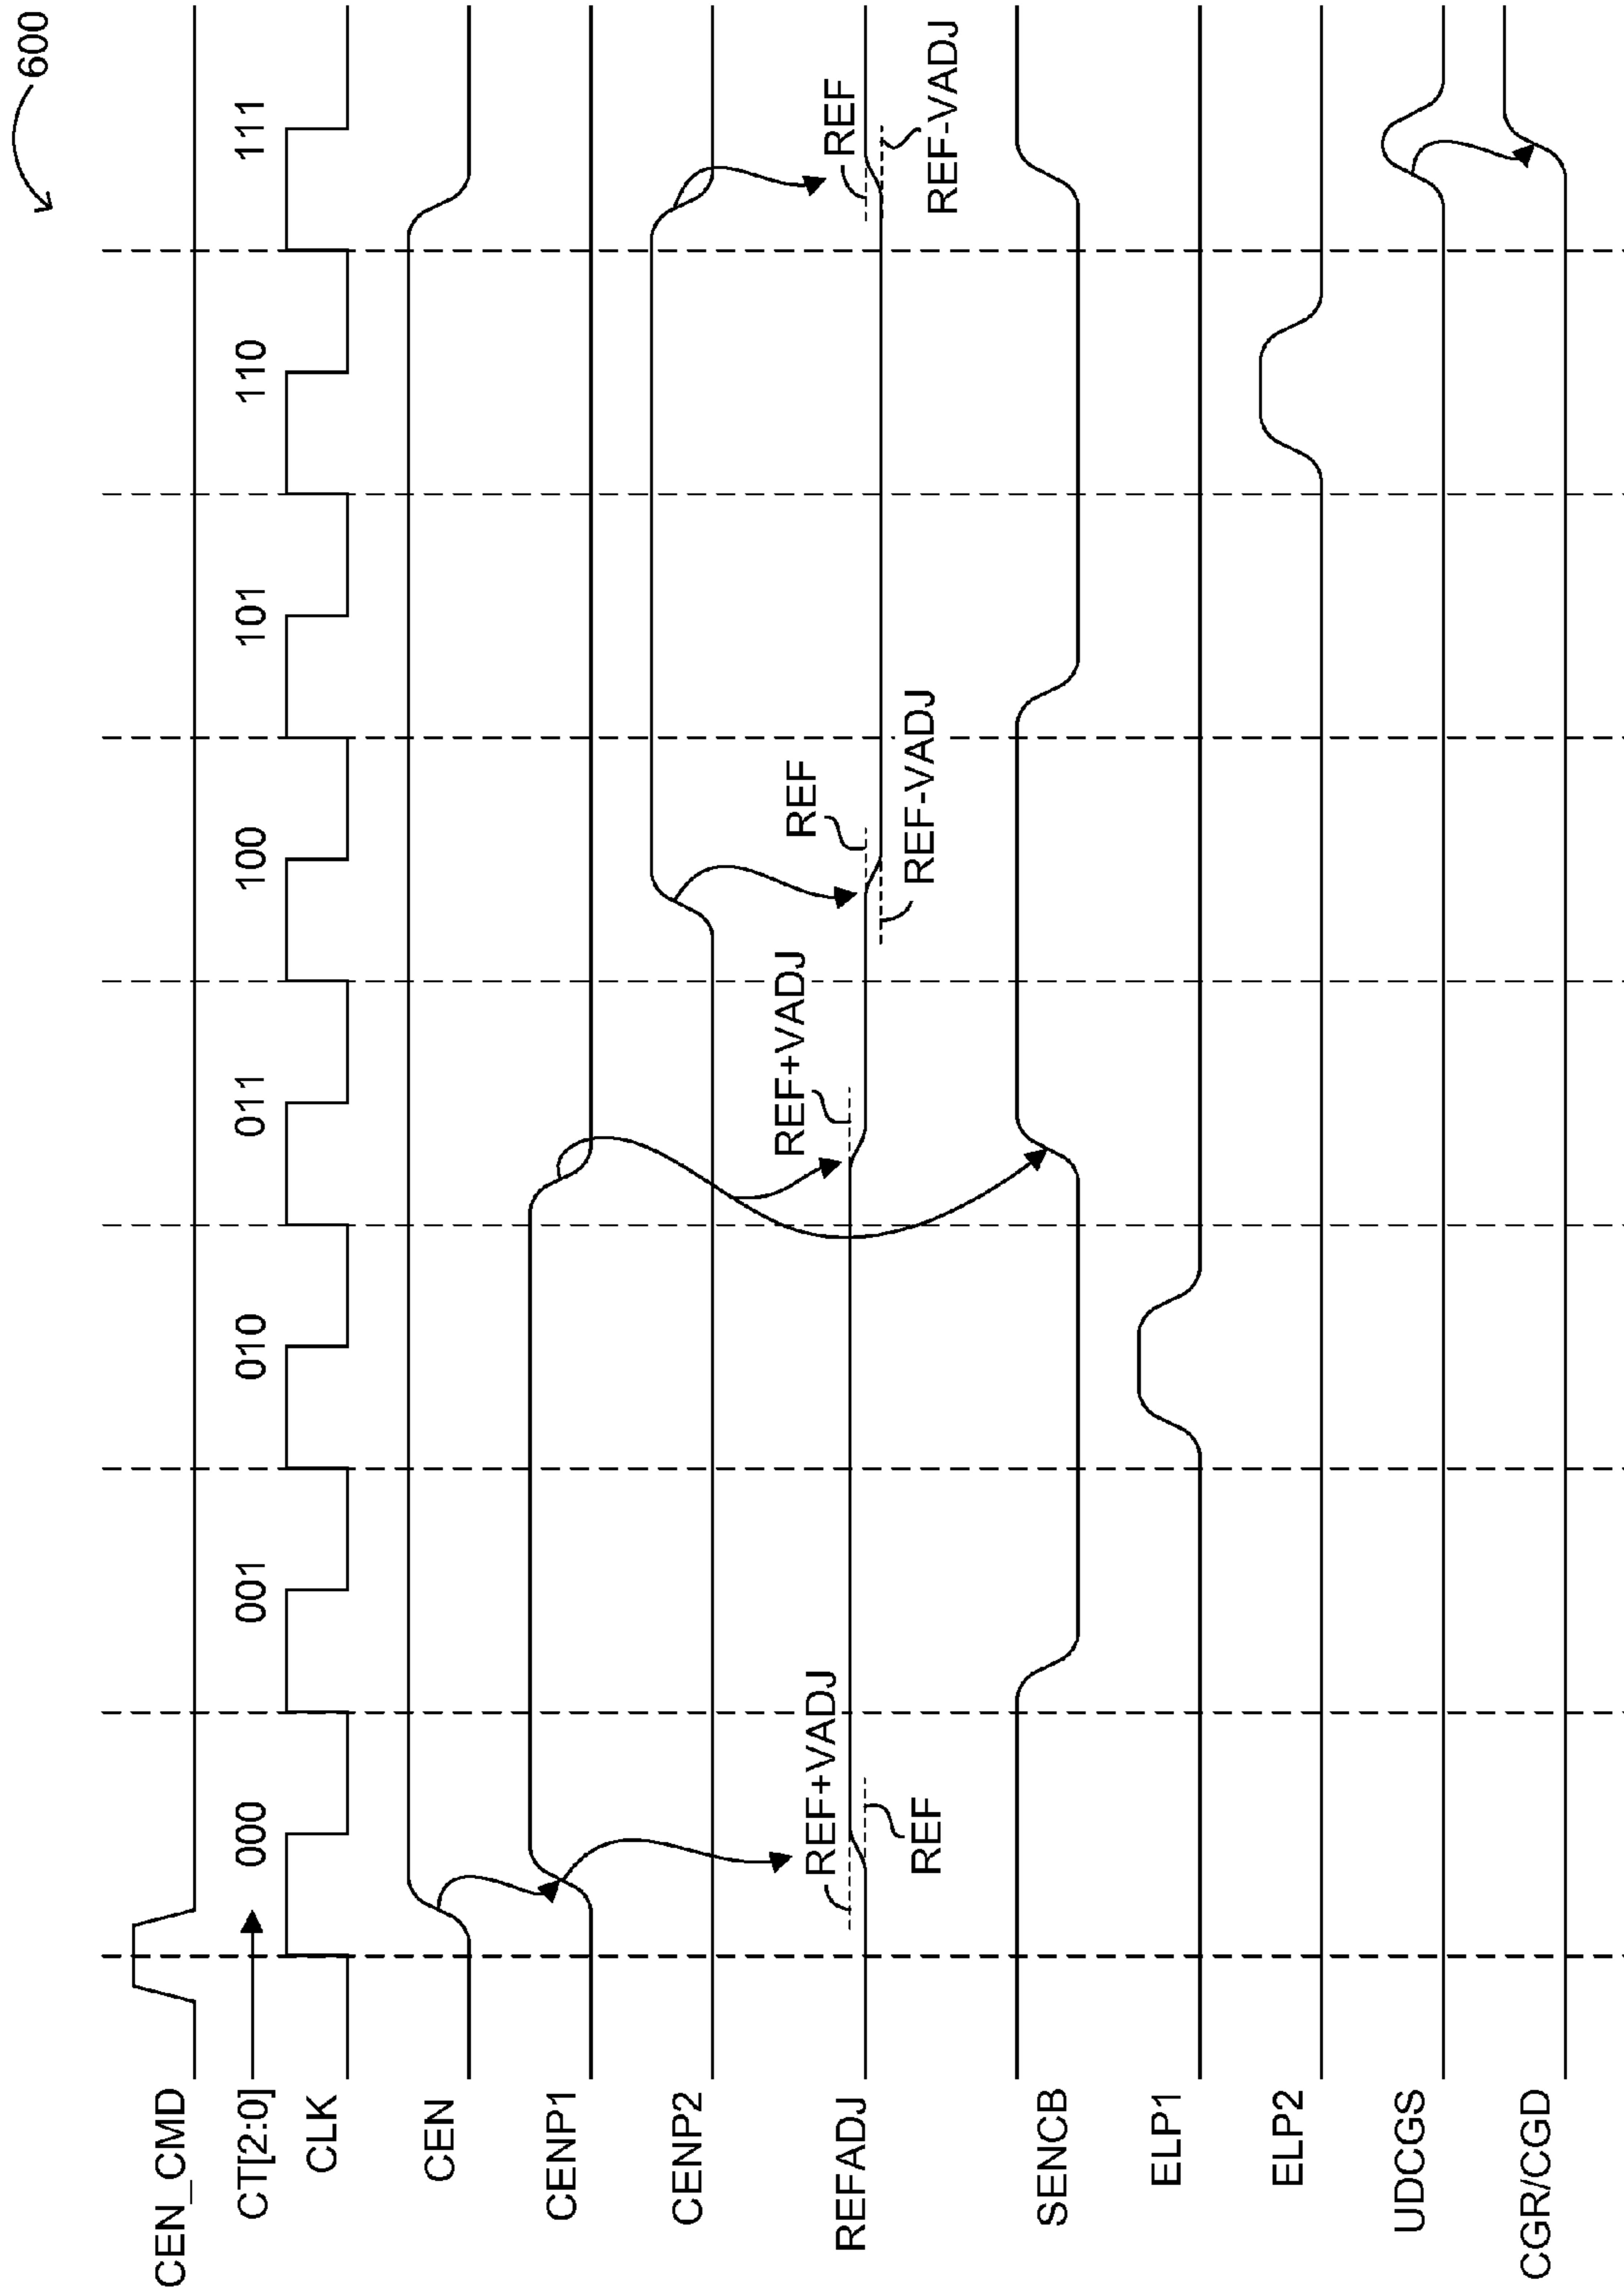 600
CEN_CMD
CT[2:0]
000
001
010
011
100
101
110
111
CLK
CEN
CENP1
CENP2
REFADJ
REF+VADJ
REF
REF+VADJ
REF
REF-VADJ
REF
REF-VADJ
SENCB
ELP1
ELP2
UDCGS
CGR/CGD